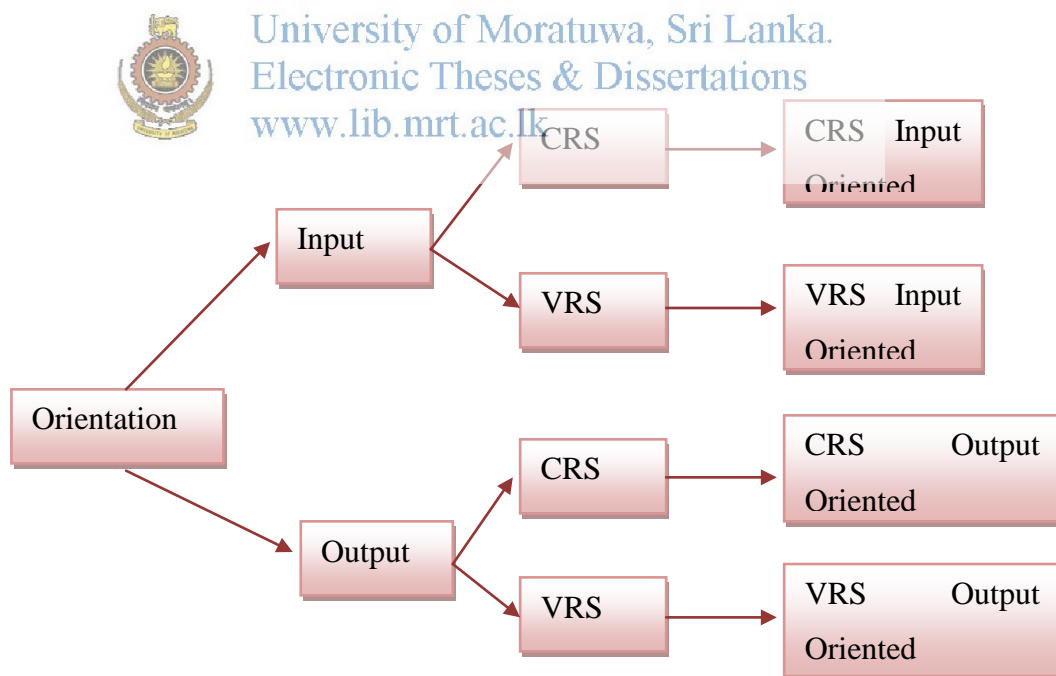 University of Moratuwa, Sri Lanka.
Electronic Theses & Dissertations
www.lib.mrt.ac.lk
CRS
CRS Input
Oriented
Input
VRS
VRS Input
Oriented
Orientation
CRS
CRS Output
Oriented
Output
VRS
VRS Output
Oriented